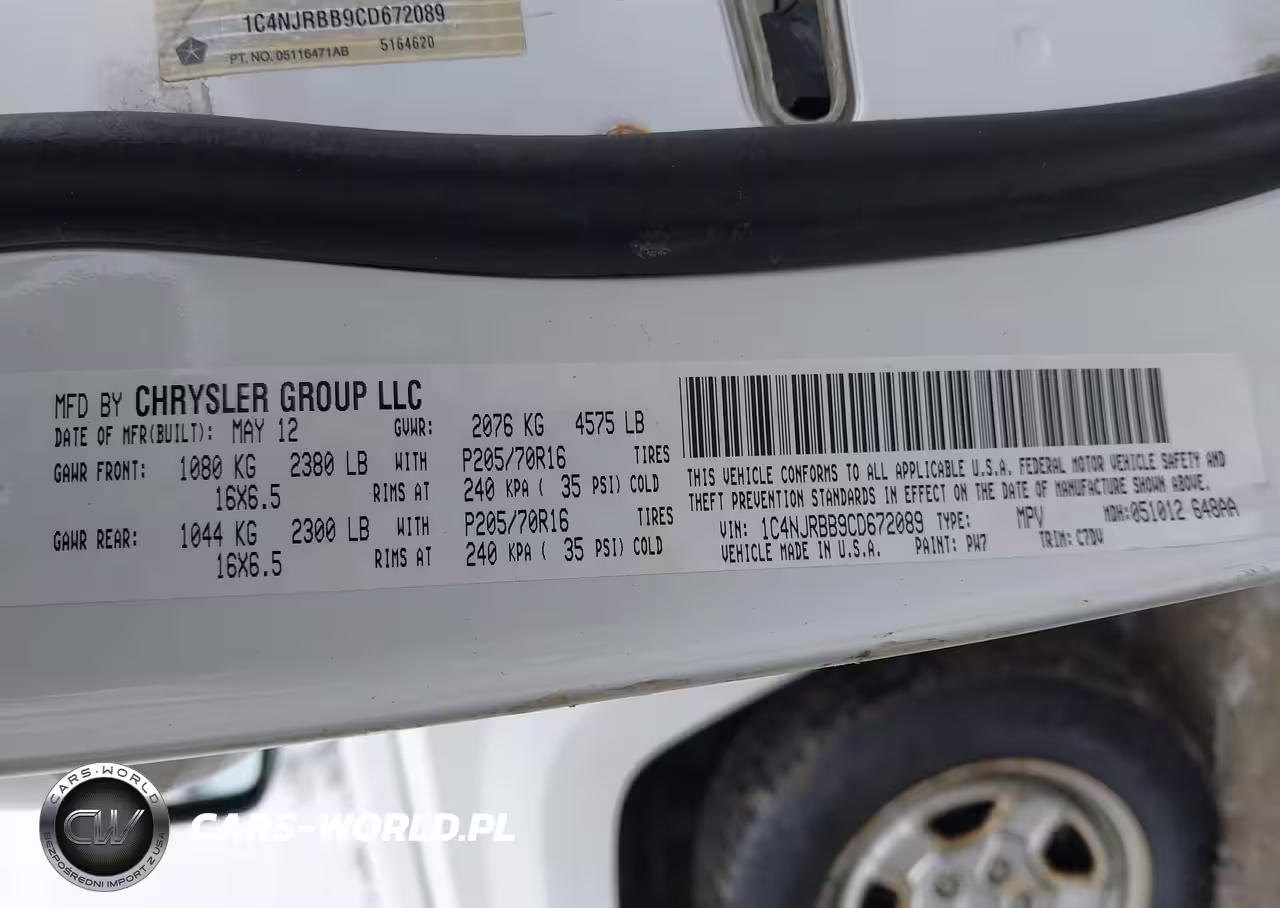 1C4NJRBB9CD672089
PT. NO. 05116471AB 5164620
MFD BY CHRYSLER GROUP LLC
DATE OF MFR(BUILT): MAY 12 GVWR: 2076 KG 4575 LB
GAWR FRONT: 1080 KG 2380 LB WITH P205/70R16 TIRES
16X6.5 RIMS AT 240 KPA ( 35 PSI) COLD
GAWR REAR: 1044 KG 2300 LB WITH P205/70R16 TIRES
16X6.5 RIMS AT 240 KPA ( 35 PSI) COLD
THIS VEHICLE CONFORMS TO ALL APPLICABLE U.S.A. FEDERAL MOTOR VEHICLE SAFETY AND
THEFT PREVENTION STANDARDS IN EFFECT ON THE DATE OF MANUFACTURE SHOWN ABOVE.
VIN: 1C4NJRBB9CD672089 TYPE: MPV MDH:051012 648AA
VEHICLE MADE IN U.S.A. PAINT: PW7 TRIM: C7DV
CARS-WORLD
CW
BEZPOŚREDNI IMPORT Z USA
CARS-WORLD.PL